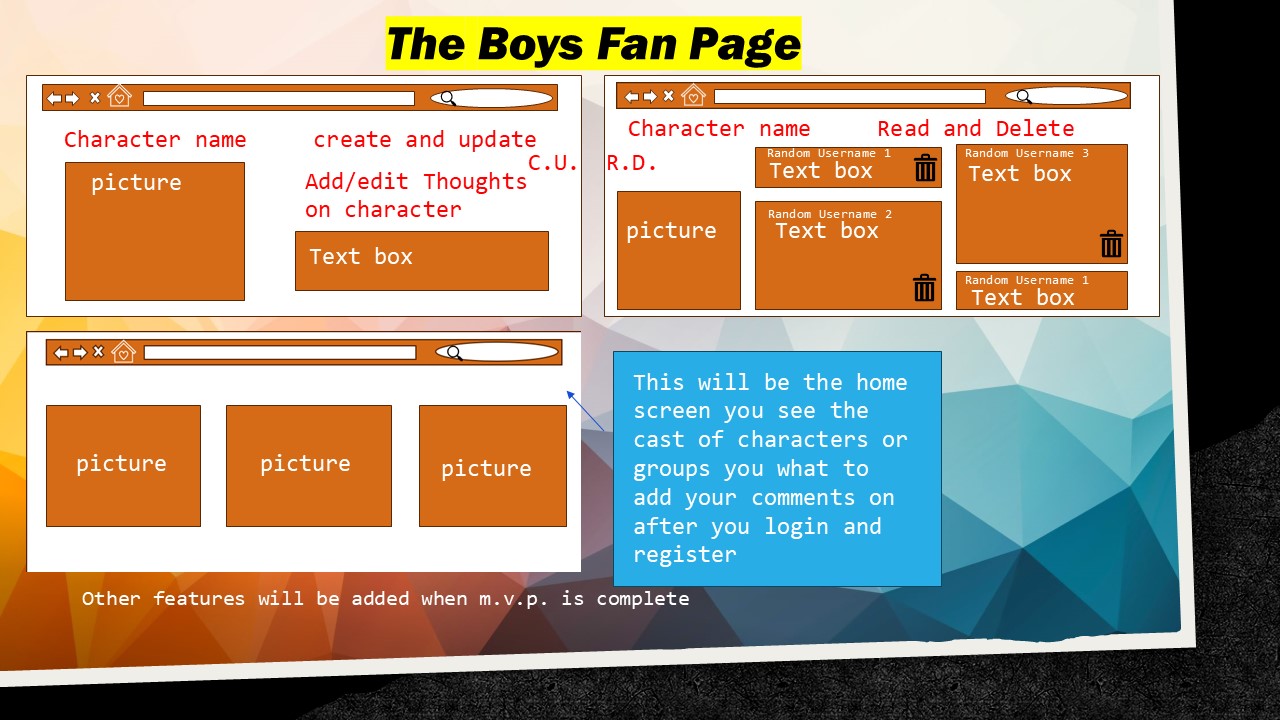 The Boys Fan Page
Character name
create and update
C.U.
R.D.
picture
Add/edit Thoughts
on character
Text box
Character name
Read and Delete
picture
Random Username 1
Text box
Random Username 2
Text box
Random Username 3
Text box
Random Username 1
Text box
picture
picture
picture
This will be the home
screen you see the
cast of characters or
groups you what to
add your comments on
after you login and
register
Other features will be added when m.v.p. is complete